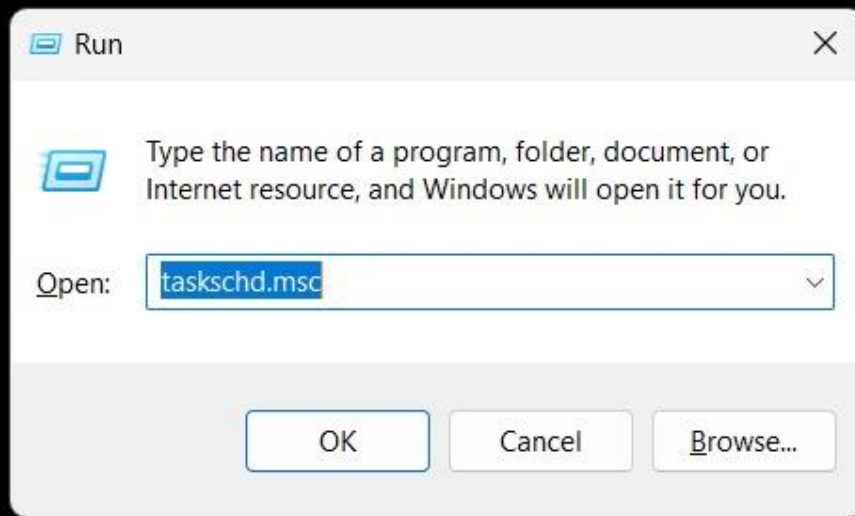 Run
Type the name of a program, folder, document, or
Internet resource, and Windows will open it for you.
Open:
taskschd.msc
OK
Cancel
Browse...